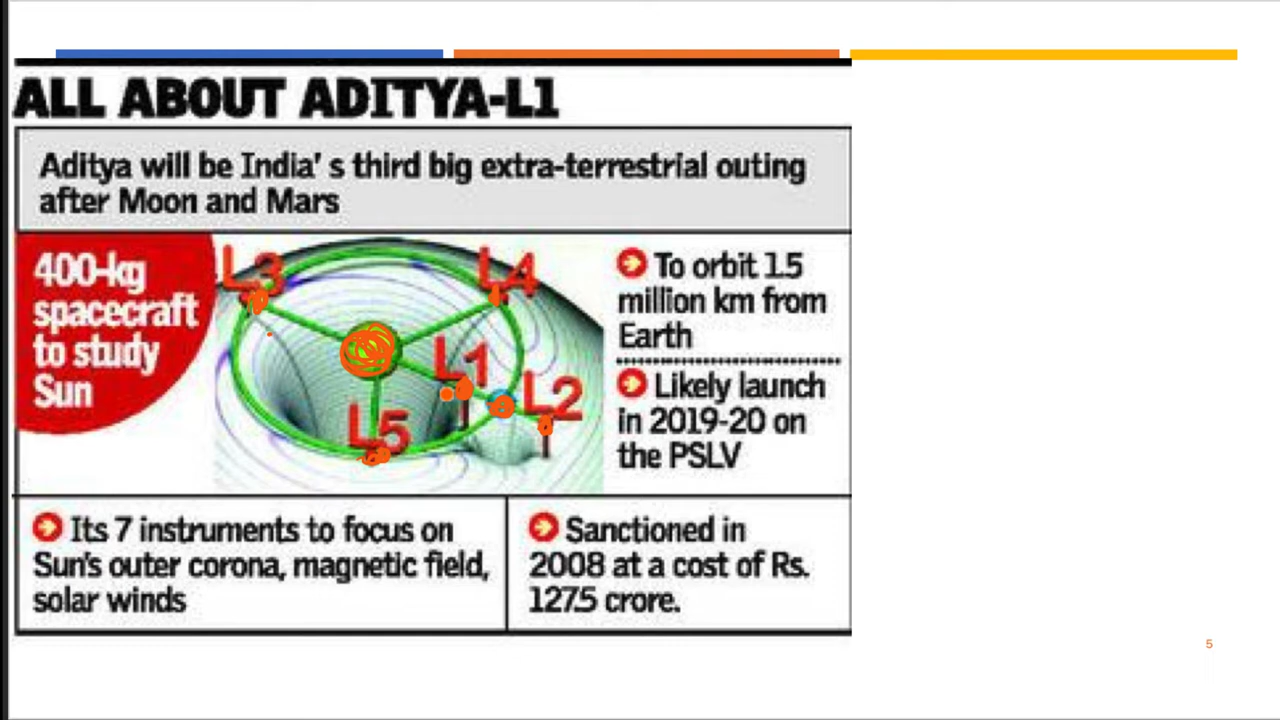 ALL ABOUT ADITYA-L1
Aditya will be India' s third big extra-terrestrial outing
after Moon and Mars
400-kg
spacecraft
to study
Sun
L3
L4
L1
L2
L5
To orbit 1.5
million km from
Earth
Likely launch
in 2019-20 on
the PSLV
Its 7 instruments to focus on
Sun's outer corona, magnetic field,
solar winds
Sanctioned in
2008 at a cost of Rs.
127.5 crore.
5